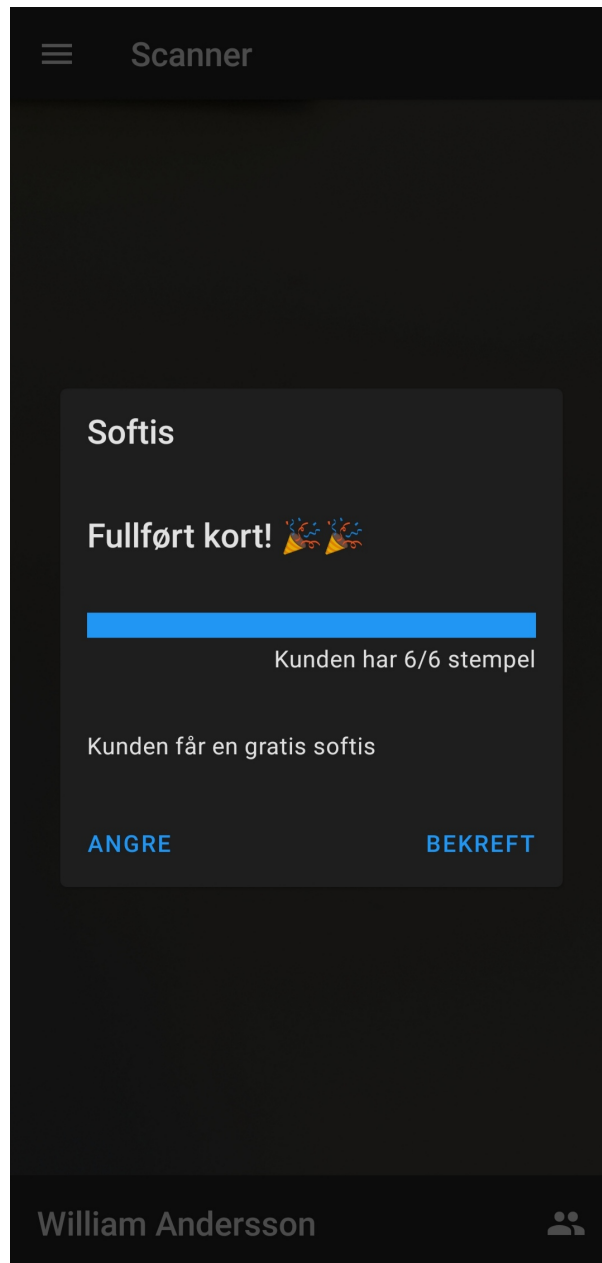 Scanner
Softis
Fullført kort! 🎉🎉
Kunden har 6/6 stempel
Kunden får en gratis softis
ANGRE BEKREFT
William Andersson